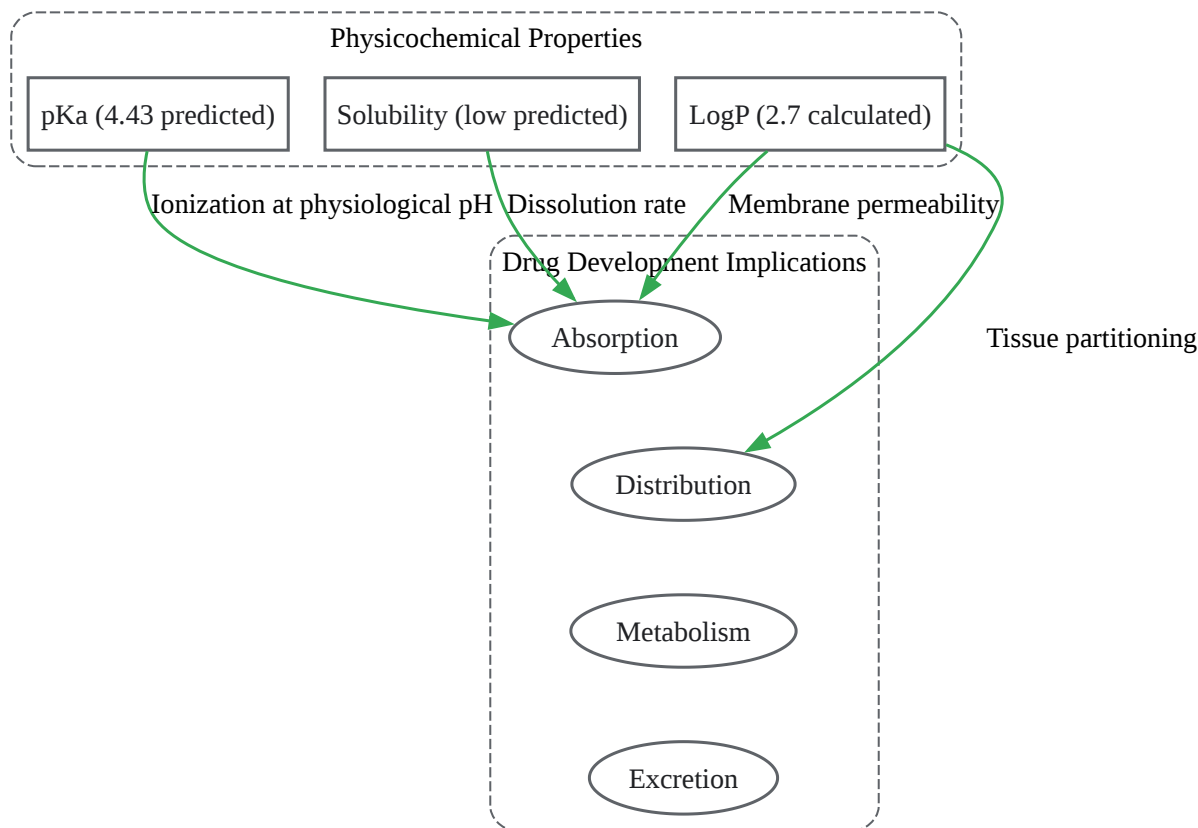 Physicochemical Properties
pKa (4.43 predicted)
Solubility (low predicted)
LogP (2.7 calculated)
Ionization at physiological pH
Dissolution rate
Membrane permeability
Drug Development Implications
Absorption
Tissue partitioning
Distribution
Metabolism
Excretion